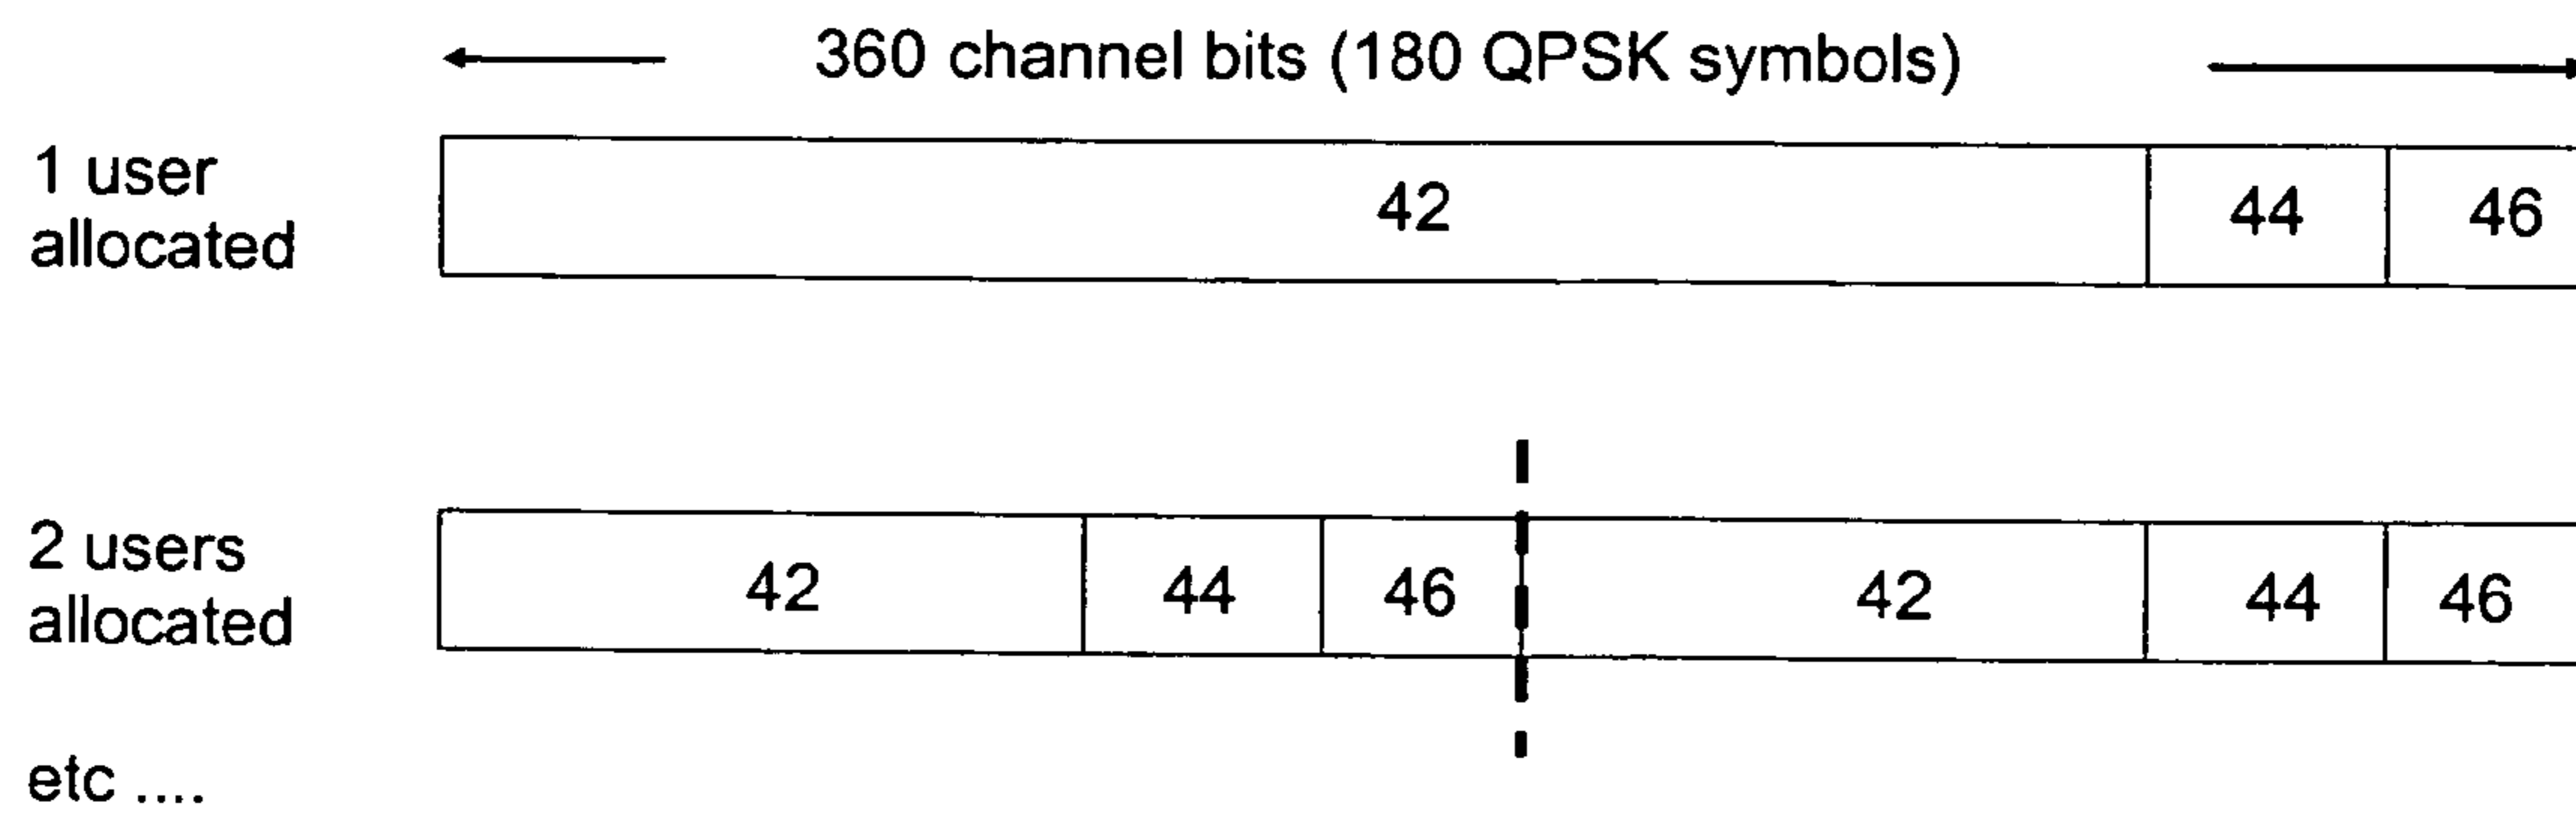 360 channel bits (180 QPSK symbols)
1 user
allocated
42 44 46
2 users
allocated
42 44 46 42 44 46
etc ....